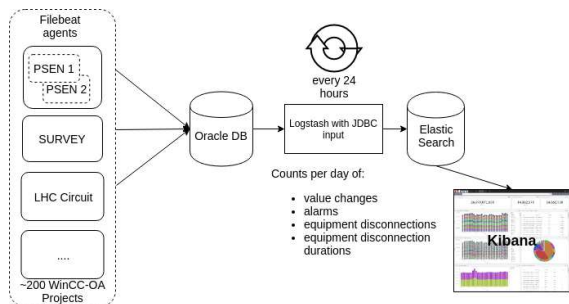 Filebeat
agents
PSEN 1
PSEN 2
SURVEY
LHC Circuit
....
~200 WinCC-OA
Projects
Oracle DB
every 24
hours
Logstash with JDBC
input
Elastic
Search
Counts per day of:
• value changes
• alarms
• equipment disconnections
• equipment disconnection
durations
Kibana